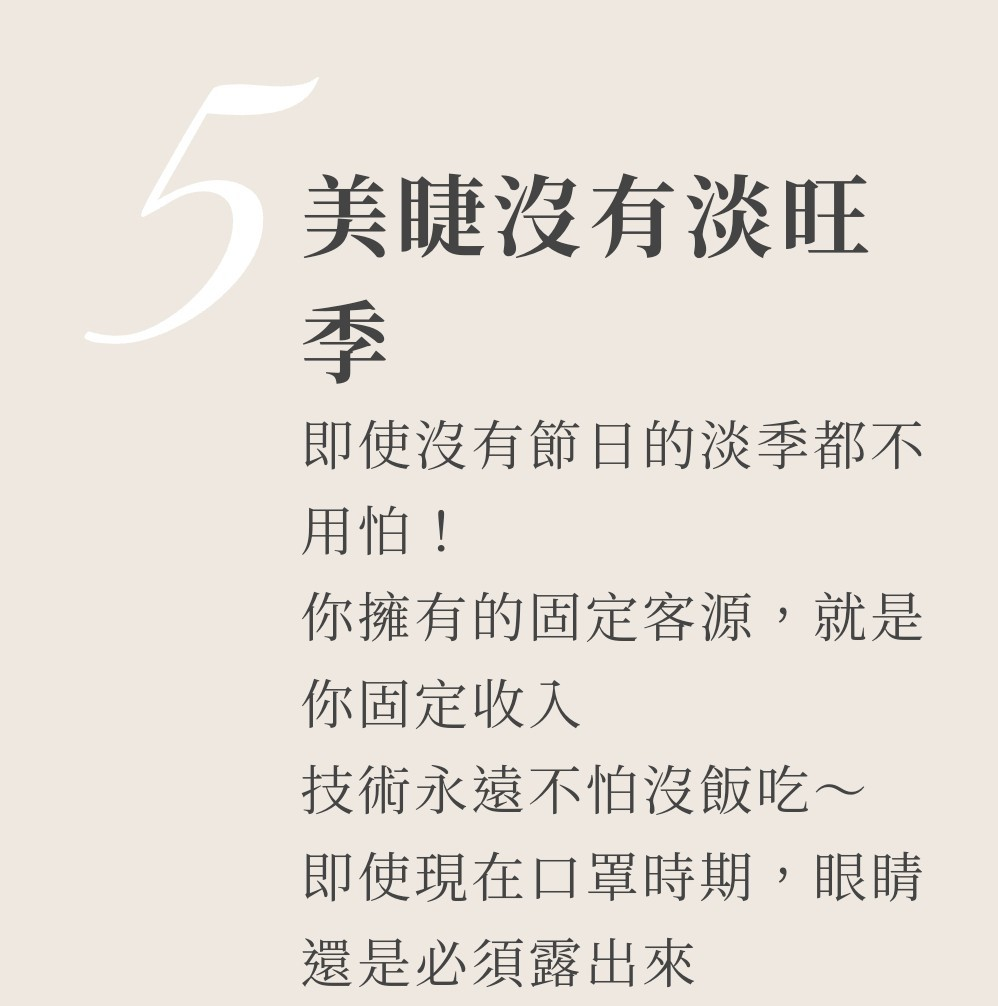 5
美睫沒有淡旺
季
即使沒有節日的淡季都不
用怕！
你擁有的固定客源，就是
你固定收入
技術永遠不怕沒飯吃～
即使現在口罩時期，眼睛
還是必須露出來